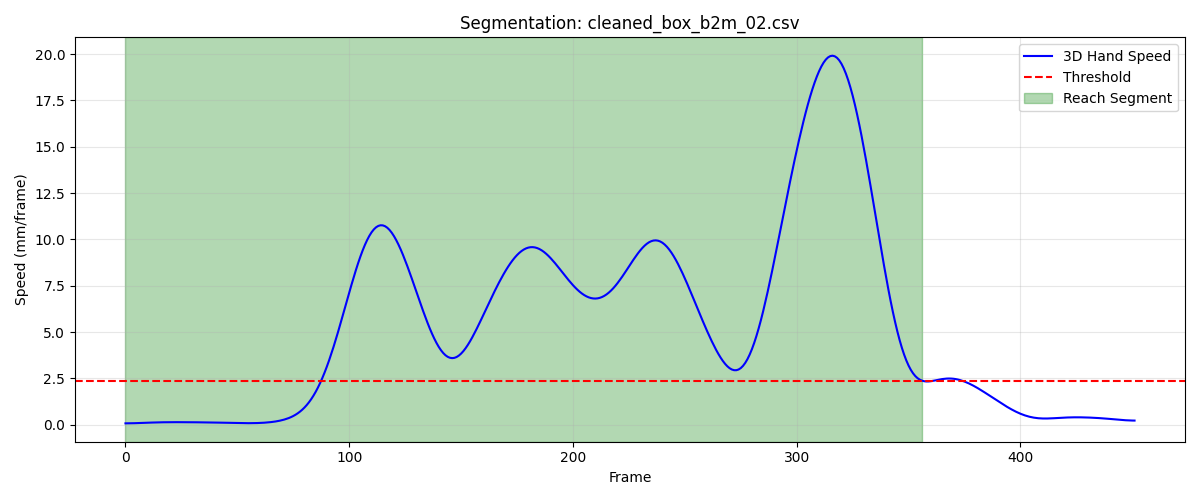 Segmentation: cleaned_box_b2m_02.csv
3D Hand Speed
Threshold
Reach Segment
Speed (mm/frame)
20.0
17.5
15.0
12.5
10.0
7.5
5.0
2.5
0.0
0 100 200 300 400
Frame